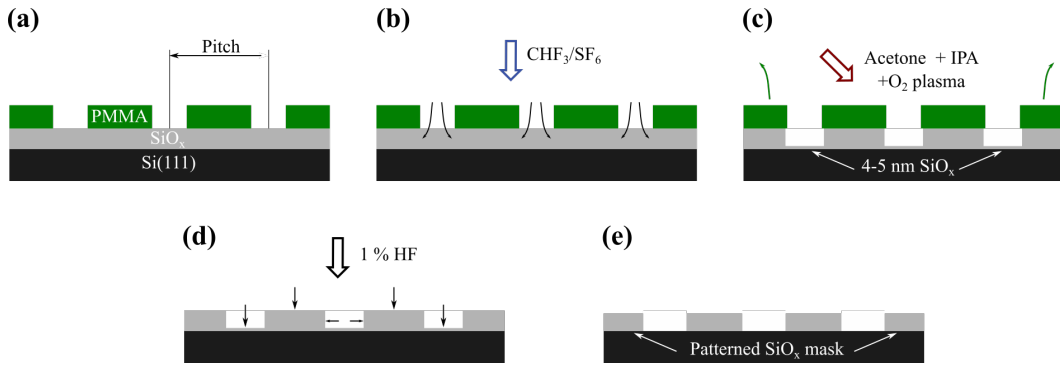 (a)
Pitch
PMMA
SiOₓ
Si(111)
(b)
CHF₃/SF₆
(c)
Acetone + IPA
+O₂ plasma
4-5 nm SiOₓ
(d)
1 % HF
(e)
Patterned SiOₓ mask